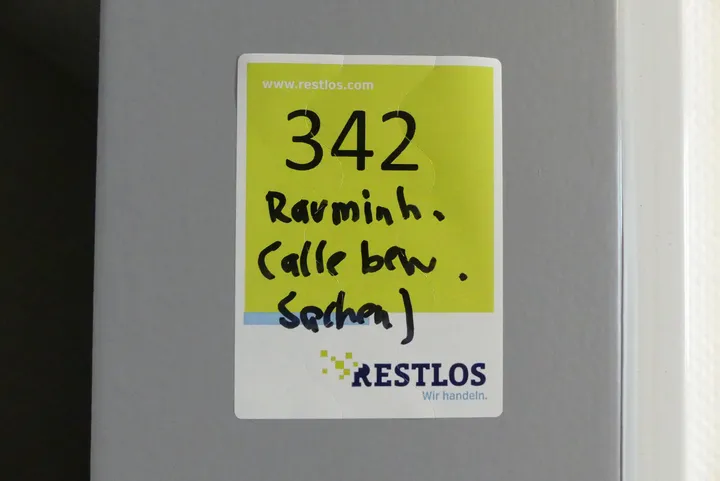 www.restlos.com
342
Rauminh.
(alle bew.
Sachen)
RESTLOS
Wir handeln.